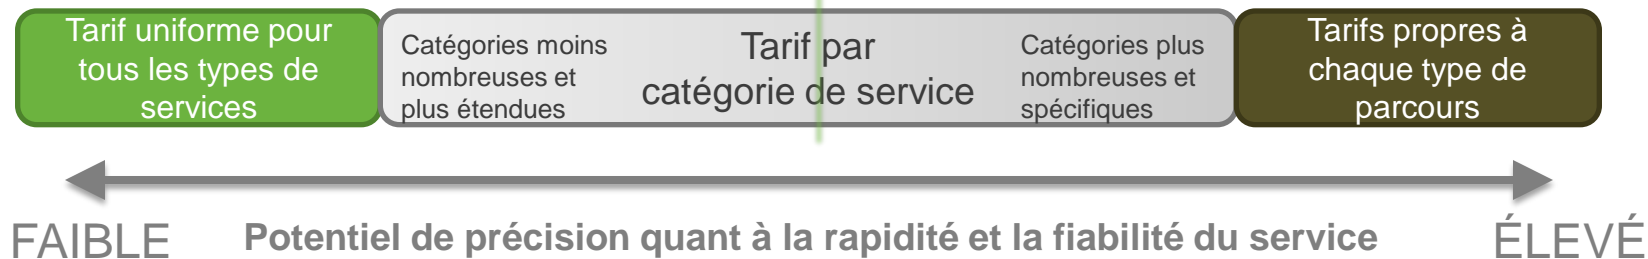 Tarif uniforme pour
tous les types de
services
Catégories moins
nombreuses et
plus étendues
Tarif par
catégorie de service
Catégories plus
nombreuses et
spécifiques
Tarifs propres à
chaque type de
parcours
FAIBLE
Potentiel de précision quant à la rapidité et la fiabilité du service
ÉLEVÉ